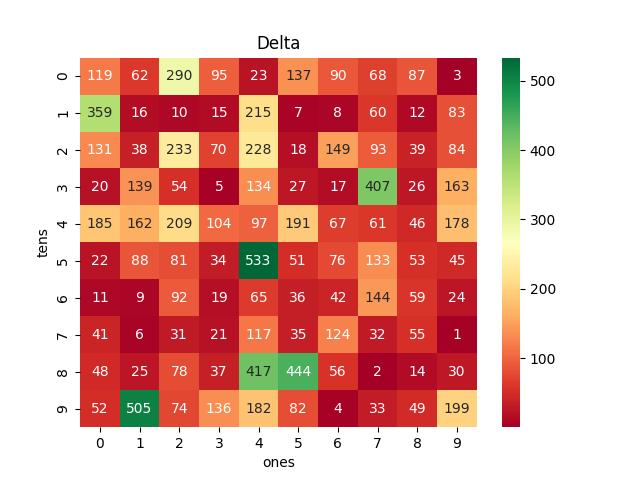 Delta
0 119 62 290 95 23 137 90 68 87 3
1 359 16 10 15 215 7 8 60 12 83
2 131 38 233 70 228 18 149 93 39 84
3 20 139 54 5 134 27 17 407 26 163
4 185 162 209 104 97 191 67 61 46 178
5 22 88 81 34 533 51 76 133 53 45
6 11 9 92 19 65 36 42 144 59 24
7 41 6 31 21 117 35 124 32 55 1
8 48 25 78 37 417 444 56 2 14 30
9 52 505 74 136 182 82 4 33 49 199
0 1 2 3 4 5 6 7 8 9
ones
tens
500
400
300
200
100